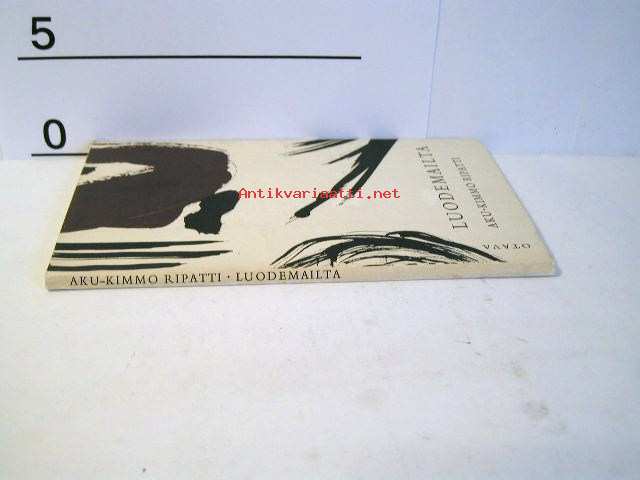 5
0
Antikvariaatti.net
LUODEMAILTA
AKU-KIMMO RIPATTI
OTAVA
AKU-KIMMO RIPATTI · LUODEMAILTA